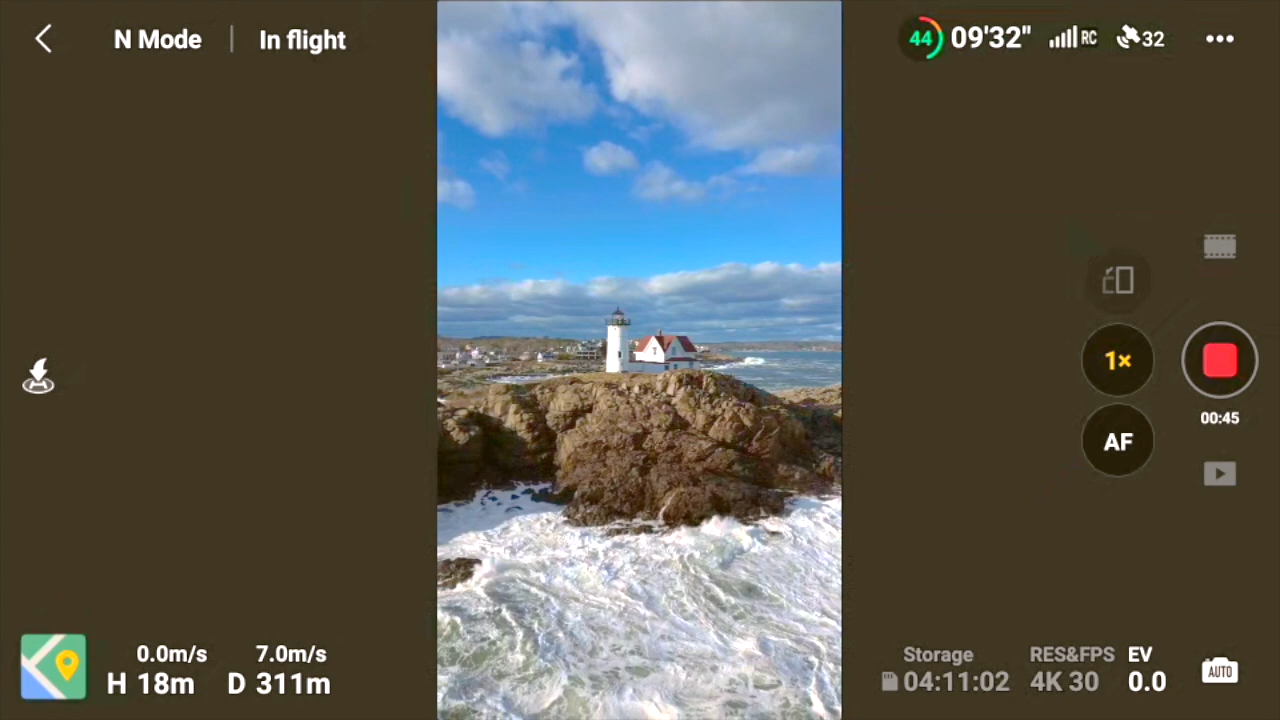 N Mode | In flight
44 09'32" RC 32
1×
00:45
AF
0.0m/s 7.0m/s
H 18m D 311m
Storage RES&FPS EV
04:11:02 4K 30 0.0
AUTO